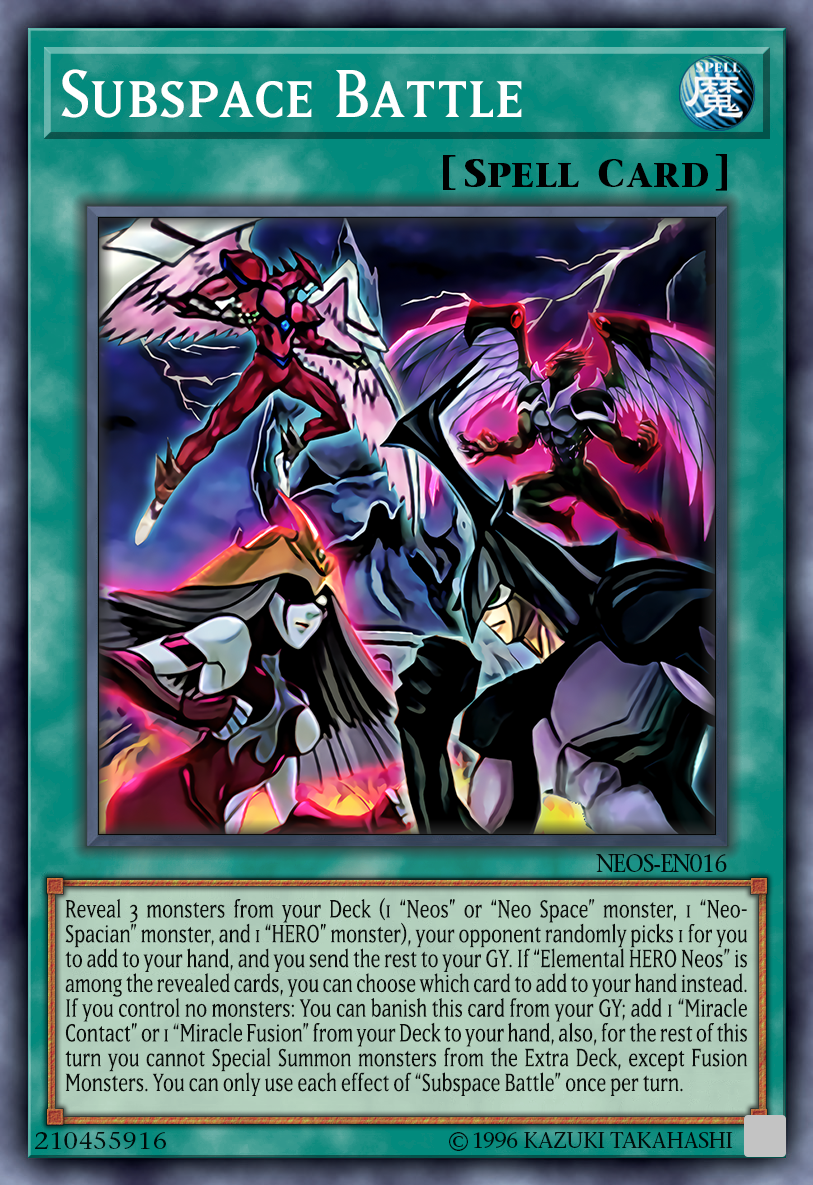 SUBSPACE BATTLE
SPELL
魔
[SPELL CARD]
NEOS-EN016
Reveal 3 monsters from your Deck (1 “Neos” or “Neo Space” monster, 1 “Neo-
Spacian” monster, and 1 “HERO” monster), your opponent randomly picks 1 for you
to add to your hand, and you send the rest to your GY. If “Elemental HERO Neos” is
among the revealed cards, you can choose which card to add to your hand instead.
If you control no monsters: You can banish this card from your GY; add 1 “Miracle
Contact” or 1 “Miracle Fusion” from your Deck to your hand, also, for the rest of this
turn you cannot Special Summon monsters from the Extra Deck, except Fusion
Monsters. You can only use each effect of “Subspace Battle” once per turn.
210455916
© 1996 KAZUKI TAKAHASHI